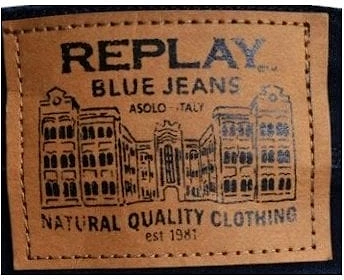 REPLAY
BLUE JEANS
ASOLO - ITALY
NATURAL QUALITY CLOTHING
est 1981